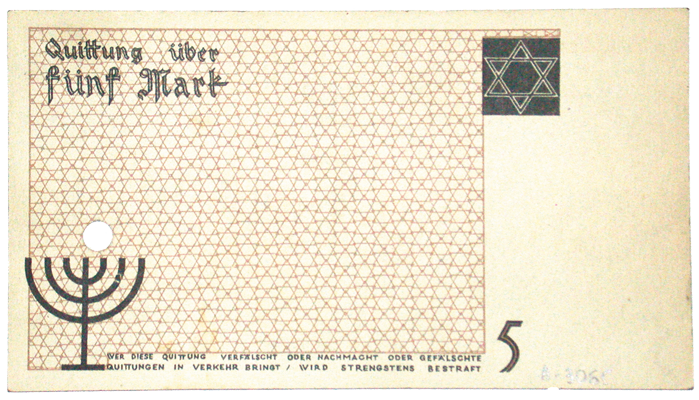 Quittung über
fünf Mark
WER DIESE QUITTUNG VERFÄLSCHT ODER NACHMACHT ODER GEFÄLSCHTE
QUITTUNGEN IN VERKEHR BRINGT / WIRD STRENGSTENS BESTRAFT
5